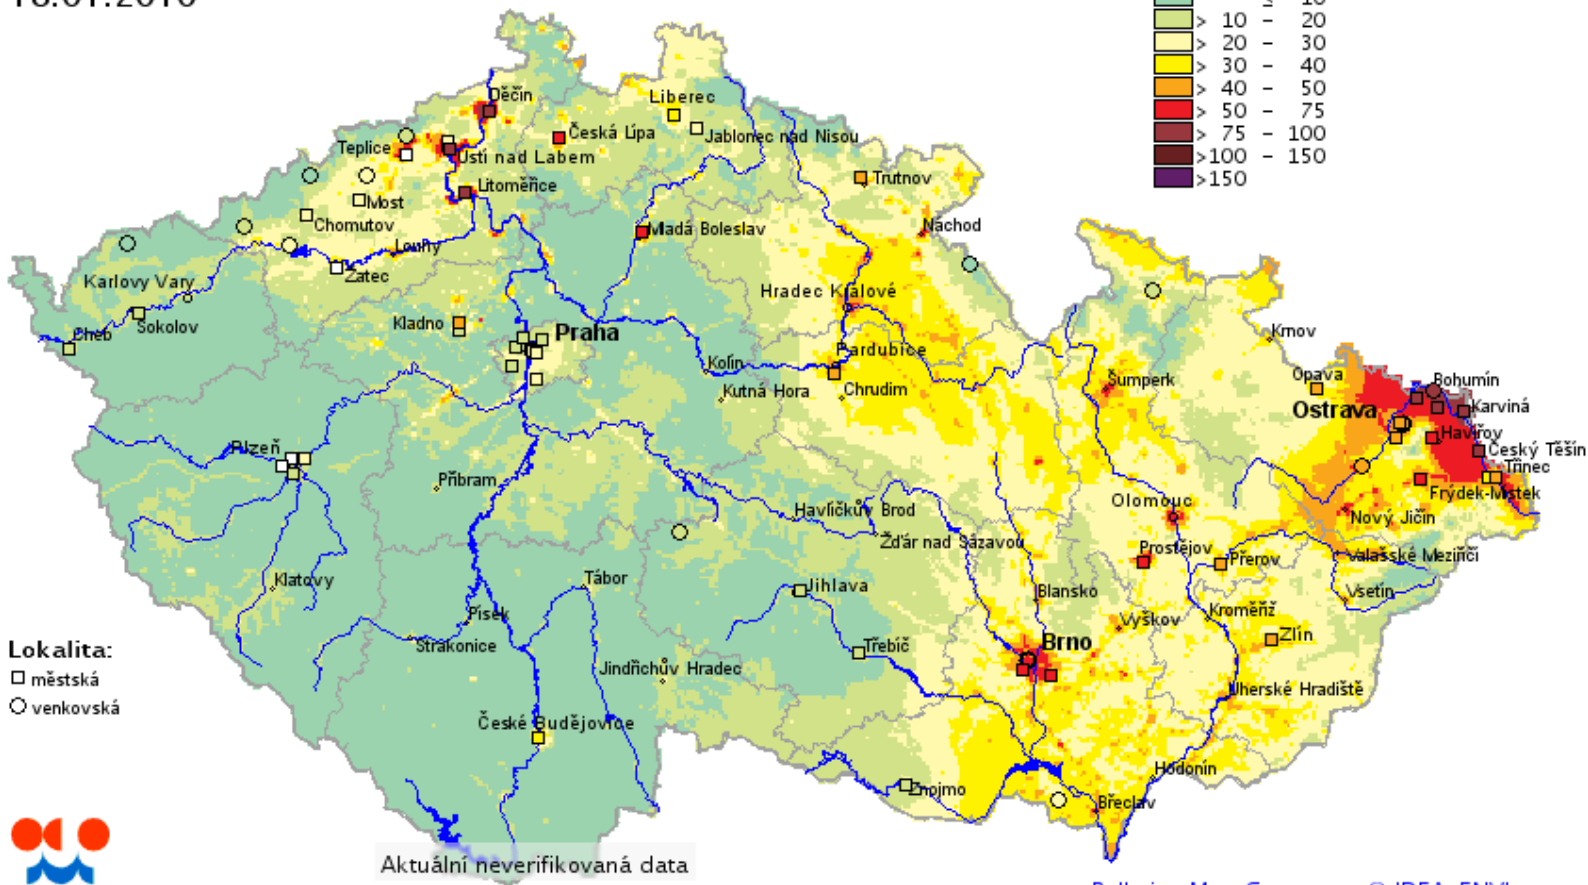 > 10 - 20
> 20 - 30
> 30 - 40
> 40 - 50
> 50 - 75
> 75 - 100
>100 - 150
>150
Děčín
Liberec
Česká Lípa
Jablonec nad Nisou
Teplice
Ústí nad Labem
Trutnov
Litoměřice
Most
Chomutov
Mladá Boleslav
Náchod
Louny
Žatec
Karlovy Vary
Hradec Králové
Sokolov
Kladno
Praha
Krnov
Cheb
Pardubice
Kolín
Šumperk
Opava
Bohumín
Kutná Hora
Chrudim
Ostrava
Karviná
Havířov
Plzeň
Český Těšín
Třinec
Příbram
Frýdek-Místek
Olomouc
Havlíčkův Brod
Nový Jičín
Žďár nad Sázavou
Prostějov
Přerov
Valašské Meziříčí
Klatovy
Tábor
Jihlava
Blansko
Vsetín
Písek
Vyškov
Kroměříž
Zlín
Strakonice
Třebíč
Brno
Lokalita:
městská
venkovská
Jindřichův Hradec
Uherské Hradiště
České Budějovice
Hodonín
Znojmo
Břeclav
Aktuální neverifikovaná data